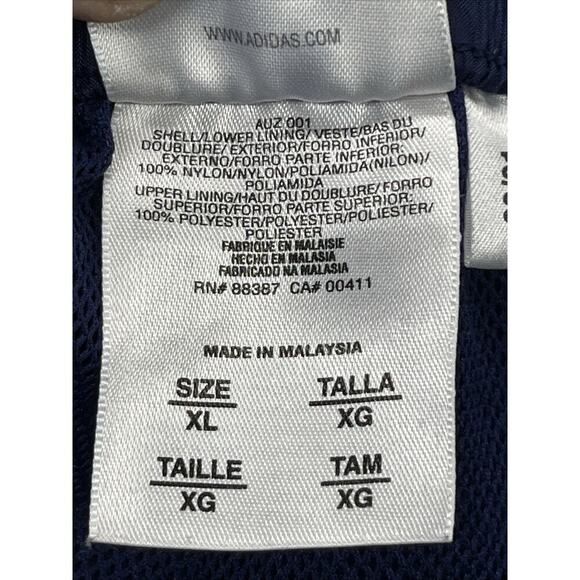 WWW.ADIDAS.COM
AUZ 001
SHELL/LOWER LINING/ VESTE/BAS DU
DOUBLURE/ EXTERIOR/FORRO INFERIOR/
EXTERNO/FORRO PARTE INFERIOR:
100% NYLON/NYLON/POLIAMIDA(NILON)/
POLIAMIDA
UPPER LINING/HAUT DU DOUBLURE/ FORRO
SUPERIOR/FORRO PARTE SUPERIOR:
100% POLYESTER/POLYESTER/POLIESTER/
POLIESTER
FABRIQUE EN MALAISIE
HECHO EN MALASIA
FABRICADO NA MALASIA
RN# 88387 CA# 00411
MADE IN MALAYSIA
SIZE
XL
TALLA
XG
TAILLE
XG
TAM
XG